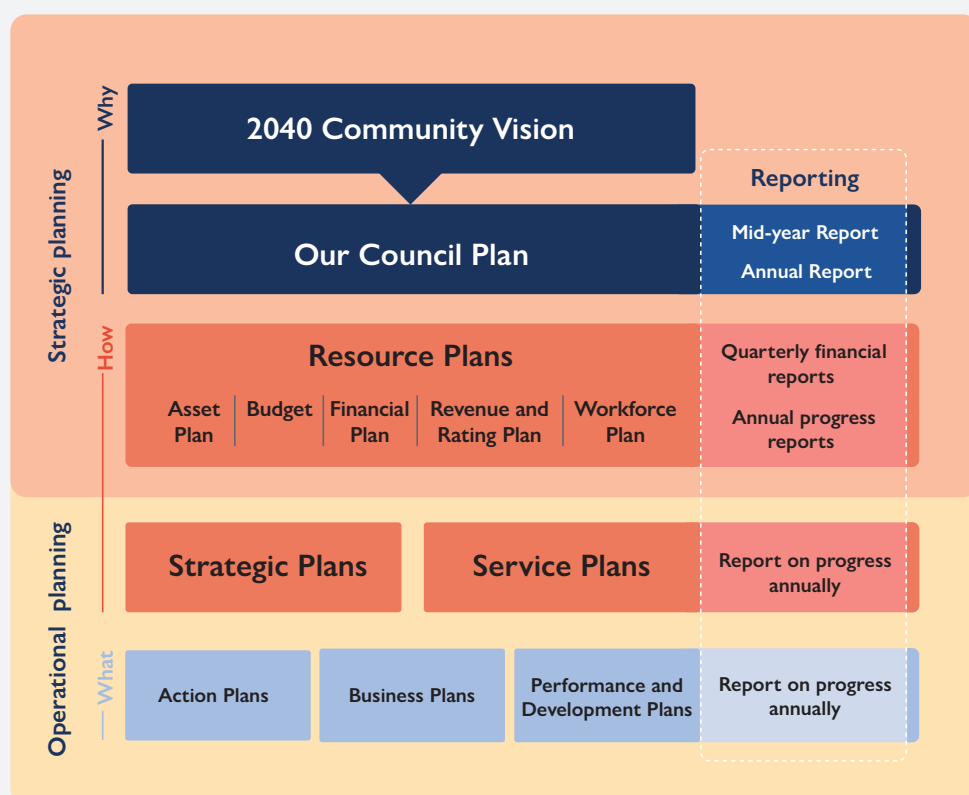 Strategic planning
Why
2040 Community Vision
Our Council Plan
Reporting
Mid-year Report
Annual Report
How
Resource Plans
Asset
Plan
Budget
Financial
Plan
Revenue and
Rating Plan
Workforce
Plan
Quarterly financial
reports
Annual progress
reports
Operational planning
Strategic Plans
Service Plans
Report on progress
annually
What
Action Plans
Business Plans
Performance and
Development Plans
Report on progress
annually